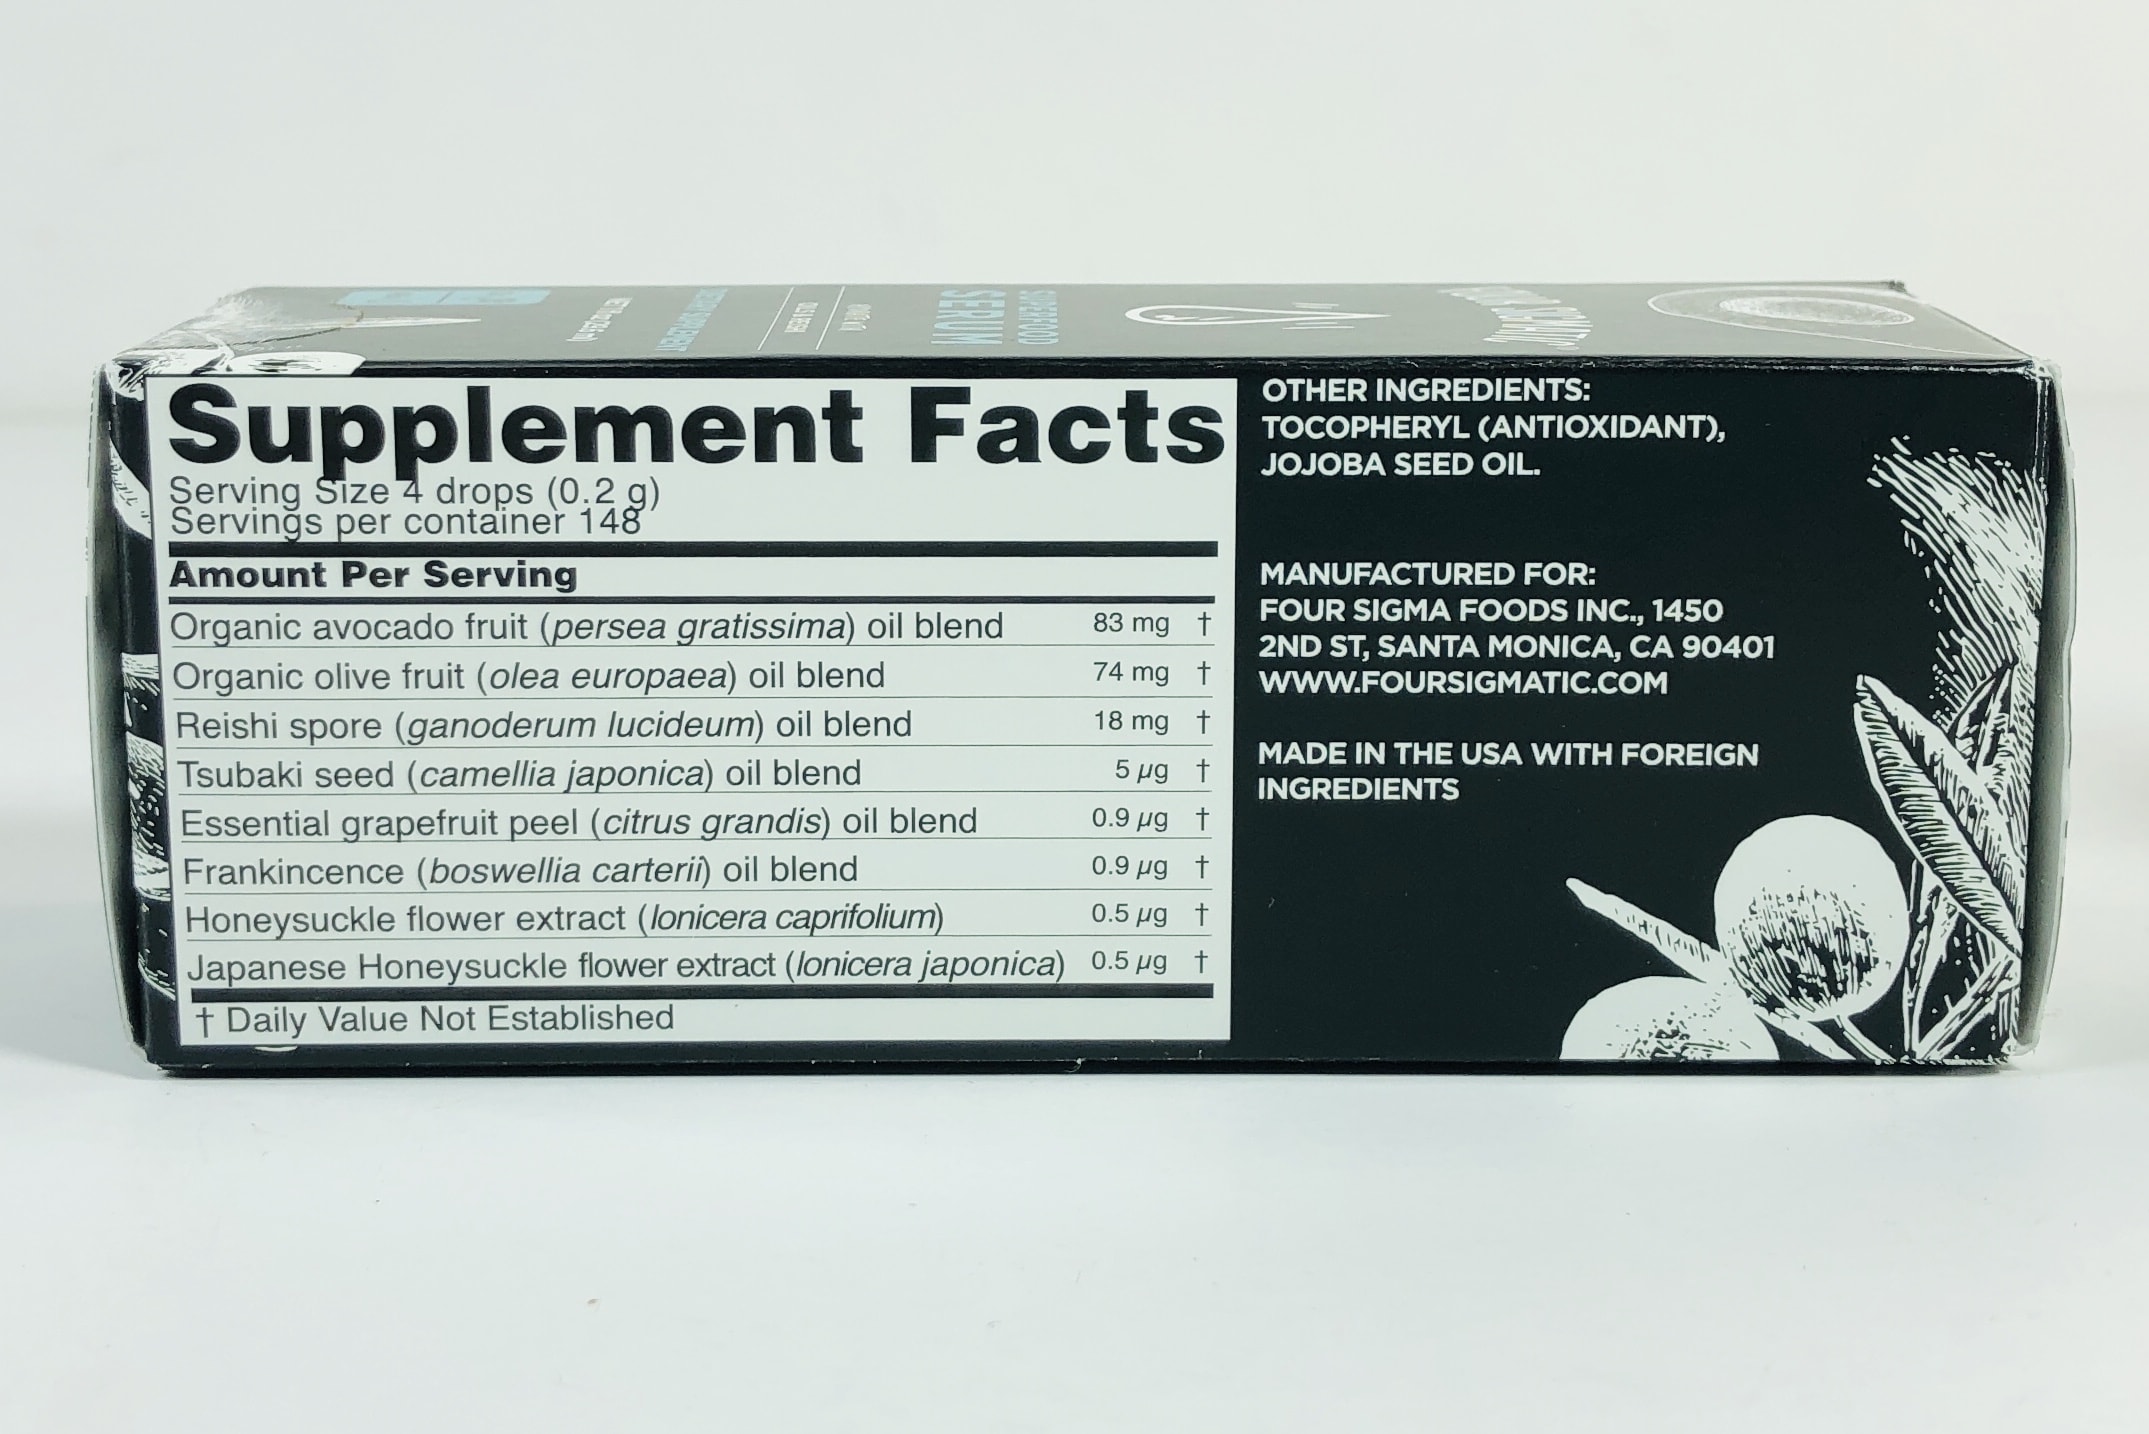 SUPERFOOD
SERUM
Supplement Facts
Serving Size 4 drops (0.2 g)
Servings per container 148
Amount Per Serving
Organic avocado fruit (persea gratissima) oil blend 83 mg †
Organic olive fruit (olea europaea) oil blend 74 mg †
Reishi spore (ganoderum lucideum) oil blend 18 mg †
Tsubaki seed (camellia japonica) oil blend 5 µg †
Essential grapefruit peel (citrus grandis) oil blend 0.9 µg †
Frankincence (boswellia carterii) oil blend 0.9 µg †
Honeysuckle flower extract (lonicera caprifolium) 0.5 µg †
Japanese Honeysuckle flower extract (lonicera japonica) 0.5 µg †
† Daily Value Not Established
OTHER INGREDIENTS:
TOCOPHERYL (ANTIOXIDANT),
JOJOBA SEED OIL.
MANUFACTURED FOR:
FOUR SIGMA FOODS INC., 1450
2ND ST, SANTA MONICA, CA 90401
WWW.FOURSIGMATIC.COM
MADE IN THE USA WITH FOREIGN
INGREDIENTS